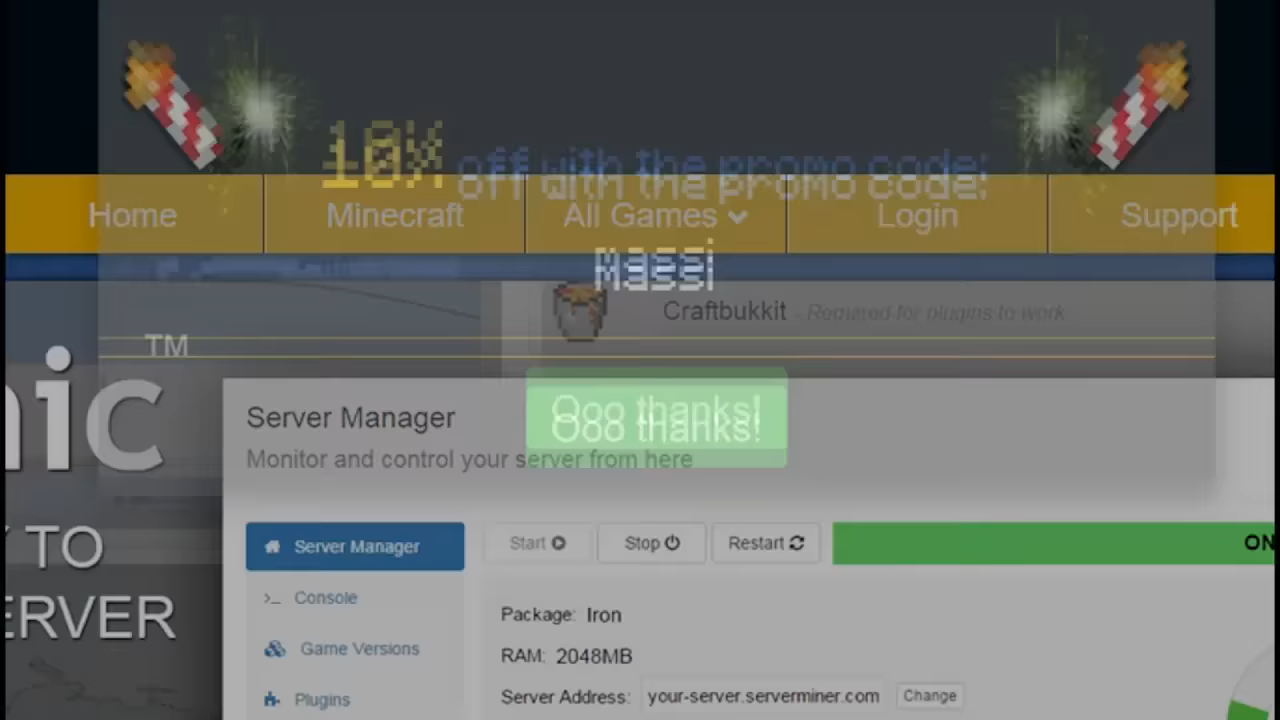 10% off with the promo code:
Home Minecraft All Games Login Support
Massi
Craftbukkit - Required for plugins to work
TM
nic
Server Manager
Ooo thanks!
Monitor and control your server from here
TO
Server Manager Start Stop Restart ON
Console
ERVER
Package: Iron
Game Versions
RAM: 2048MB
Plugins
Server Address: your-server.serverminer.com Change